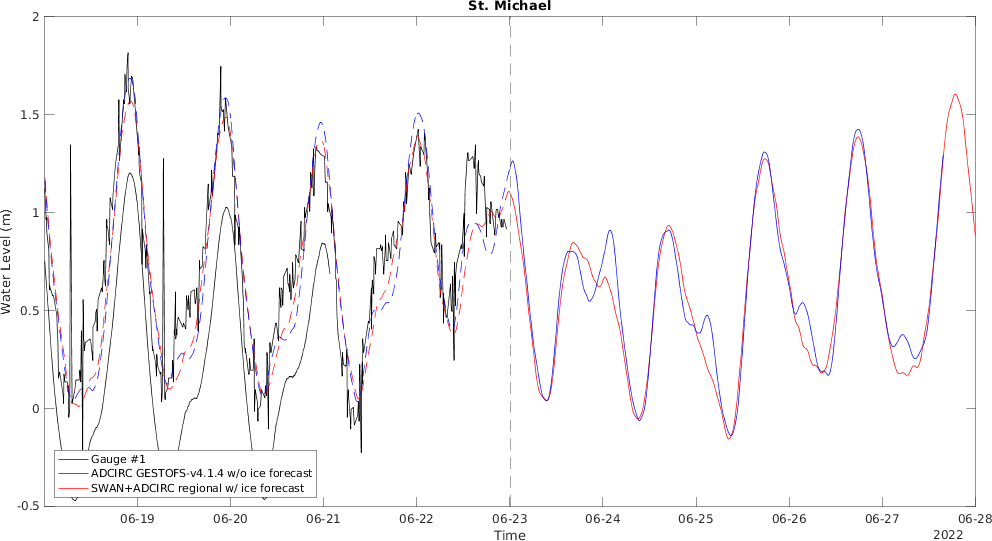 St. Michael
Water Level (m)
2
1.5
1
0.5
0
-0.5
Gauge #1
ADCIRC GESTOFS-v4.1.4 w/o ice forecast
SWAN+ADCIRC regional w/ ice forecast
06-19 06-20 06-21 06-22 06-23 06-24 06-25 06-26 06-27 06-28
Time
2022